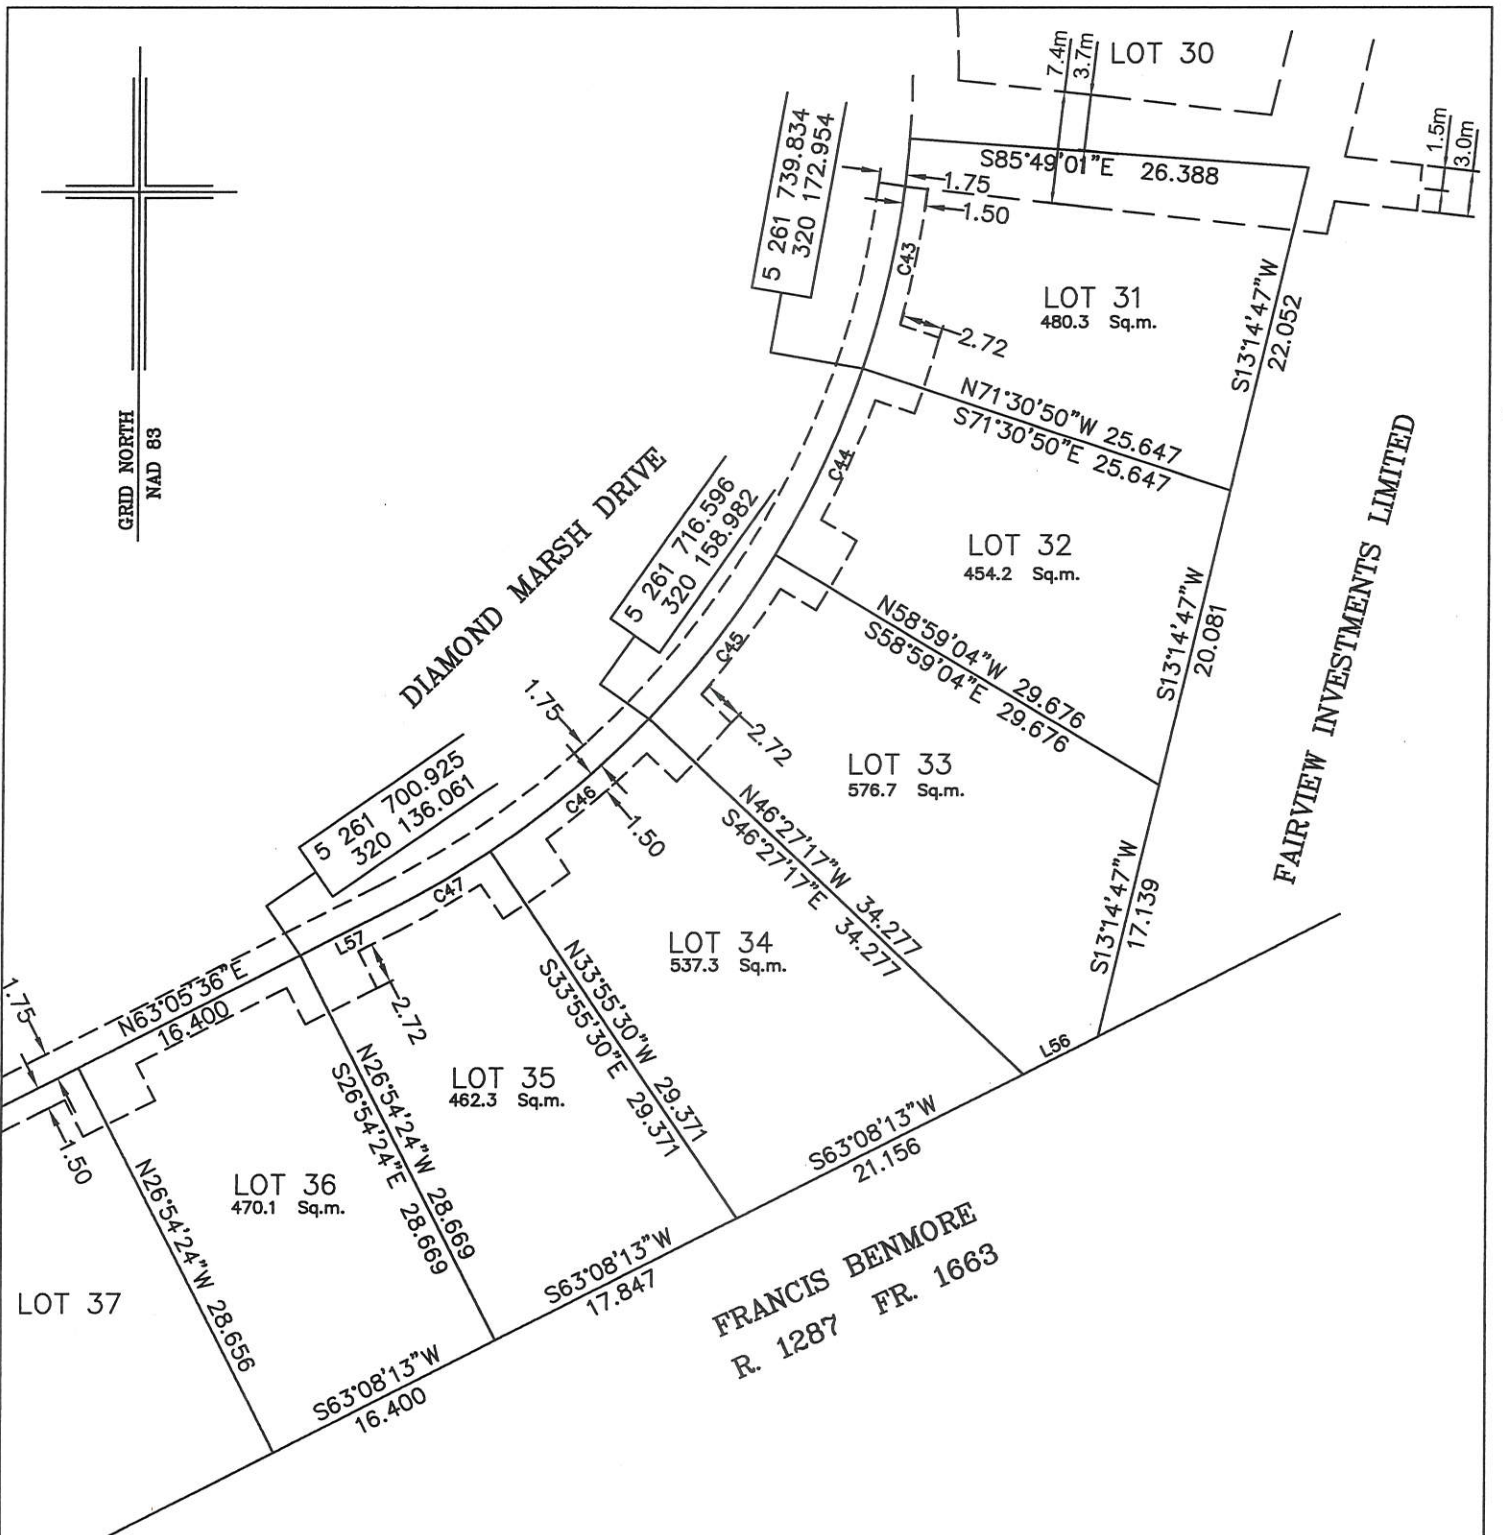 LOT 30
7.4m
3.7m
1.5m
3.0m
5 261 739.834
320 172.954
S85°49'01"E 26.388
1.75
1.50
C43
LOT 31
480.3 Sq.m.
S13°14'47"W
22.052
2.72
N71°30'50"W 25.647
S71°30'50"E 25.647
GRID NORTH
NAD 83
C44
5 261 716.596
320 158.982
DIAMOND MARSH DRIVE
LOT 32
454.2 Sq.m.
S13°14'47"W
20.081
FAIRVIEW INVESTMENTS LIMITED
N58°59'04"W 29.676
S58°59'04"E 29.676
C45
1.75
2.72
LOT 33
576.7 Sq.m.
5 261 700.925
320 136.061
C46
1.50
N46°27'17"W 34.277
S46°27'17"E 34.277
S13°14'47"W
17.139
C47
L57
LOT 34
537.3 Sq.m.
N63°05'36"E
16.400
1.75
2.72
N33°55'30"W 29.371
S33°55'30"E 29.371
L56
LOT 35
462.3 Sq.m.
N26°54'24"W 28.669
S26°54'24"E 28.669
S63°08'13"W
21.156
1.50
LOT 36
470.1 Sq.m.
N26°54'24"W 28.656
S63°08'13"W
17.847
FRANCIS BENMORE
R. 1287 FR. 1663
LOT 37
S63°08'13"W
16.400